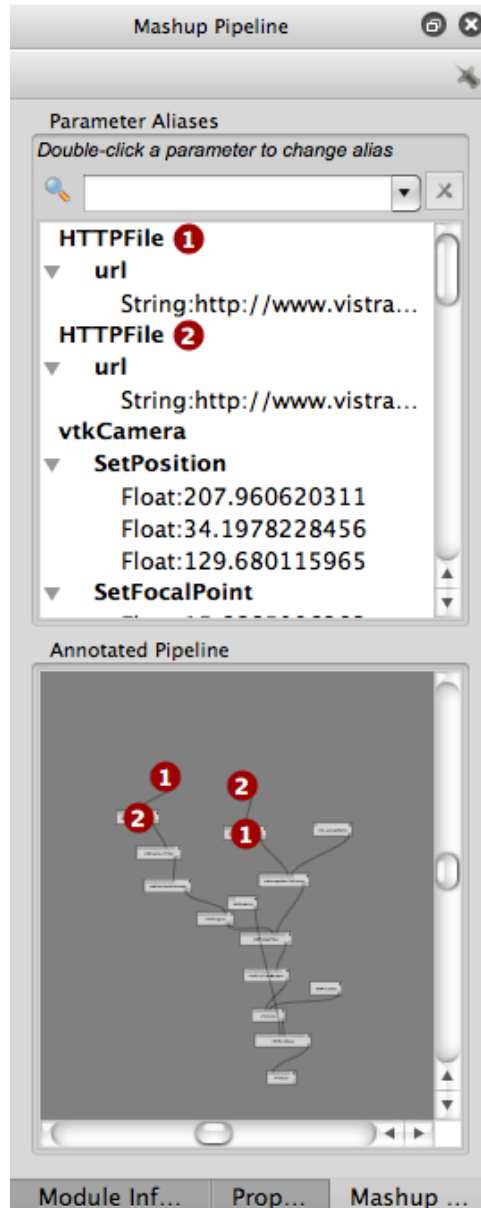 Mashup Pipeline
Parameter Aliases
Double-click a parameter to change alias
HTTPFile 1
url
String:http://www.vistra...
HTTPFile 2
url
String:http://www.vistra...
vtkCamera
SetPosition
Float:207.960620311
Float:34.1978228456
Float:129.680115965
SetFocalPoint
Annotated Pipeline
1
2
2
1
Module Inf... Prop... Mashup ...